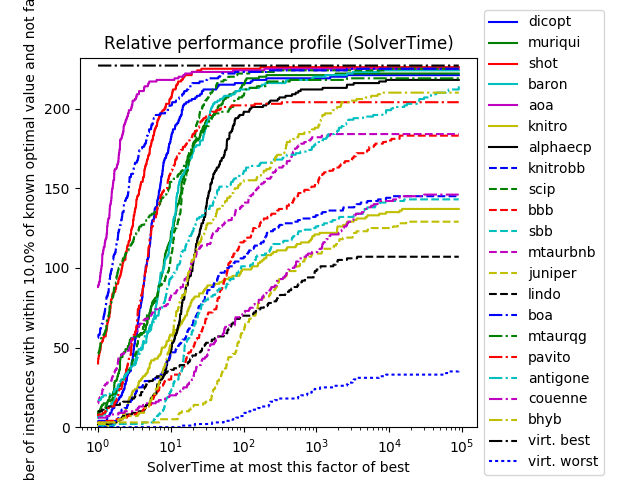 Relative performance profile (SolverTime)
of instances with within 10.0% of known optimal value and not
200
150
100
50
0
10⁰
10¹
10²
10³
10⁴
10⁵
SolverTime at most this factor of best
dicopt
muriqui
shot
baron
aoa
knitro
alphaecp
knitrobb
scip
bbb
sbb
mtaurbnb
juniper
lindo
boa
mtaurqg
pavito
antigone
couenne
bhyb
virt. best
virt. worst